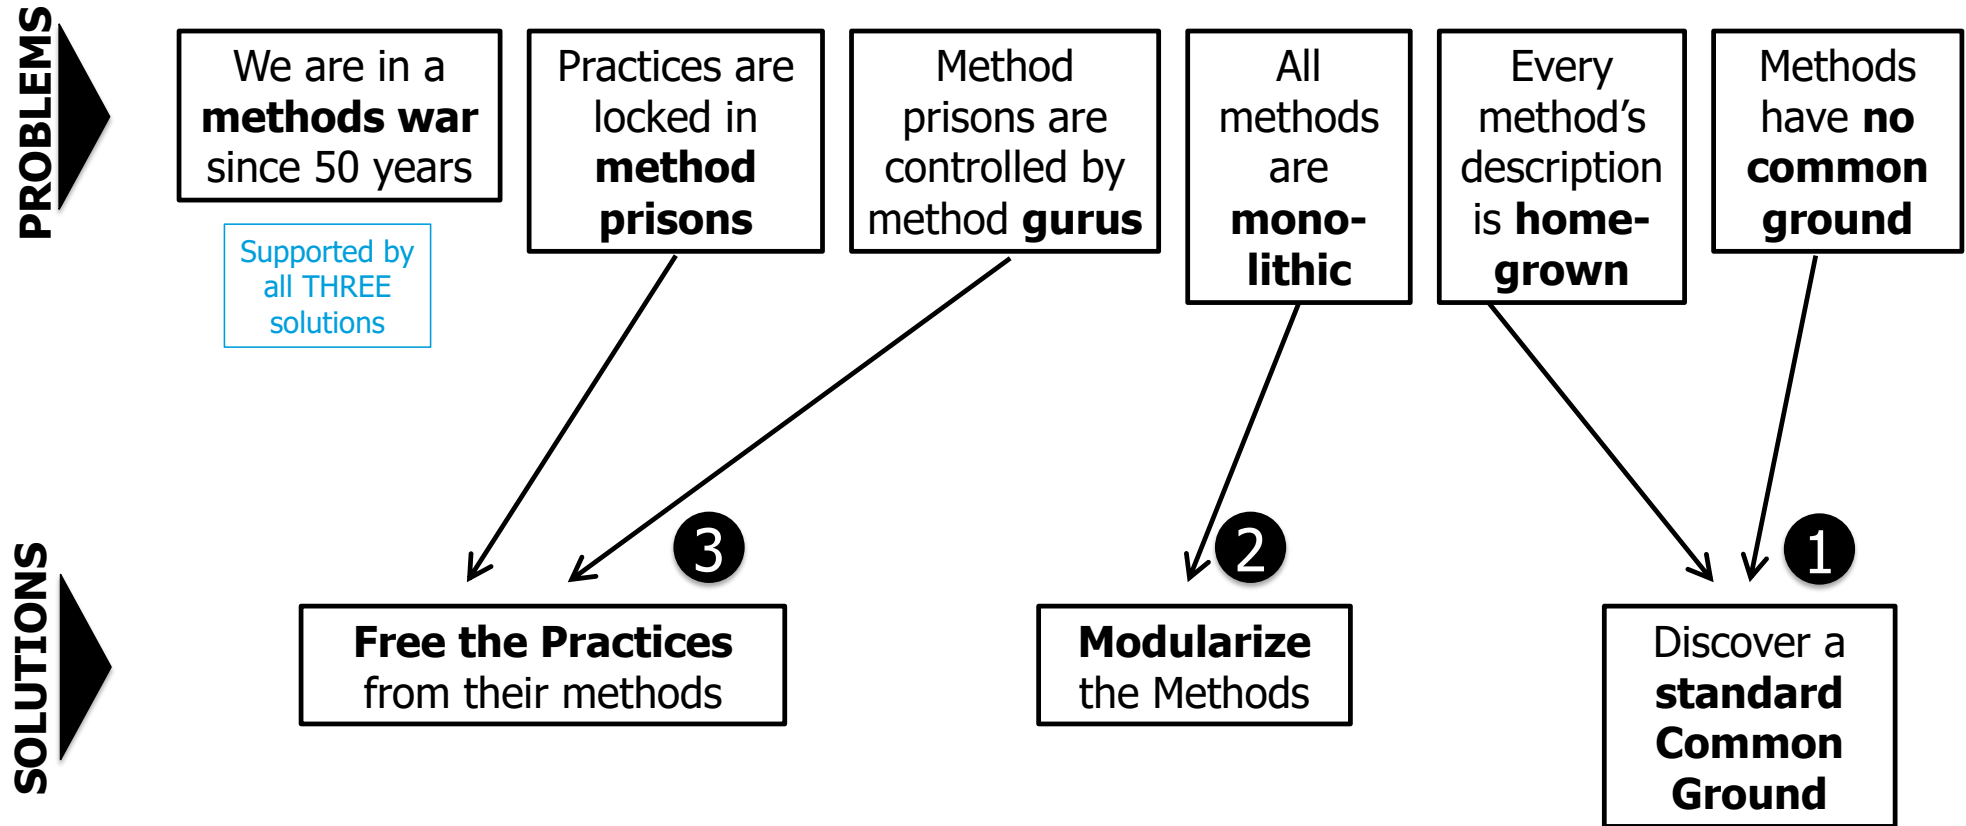 PROBLEMS
We are in a
methods war
since 50 years
Supported by
all THREE
solutions
Practices are
locked in
method
prisons
Method
prisons are
controlled by
method gurus
All
methods
are
mono-
lithic
Every
method’s
description
is home-
grown
Methods
have no
common
ground
SOLUTIONS
3
Free the Practices
from their methods
2
Modularize
the Methods
1
Discover a
standard
Common
Ground